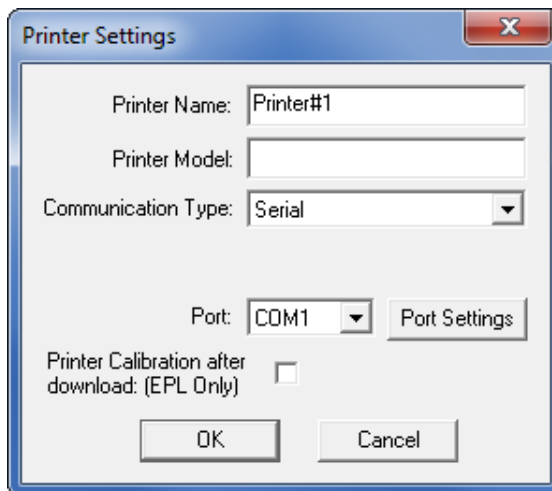 Printer Settings
Printer Name: Printer#1
Printer Model:
Communication Type: Serial
Port: COM1 Port Settings
Printer Calibration after
download: (EPL Only)
OK Cancel